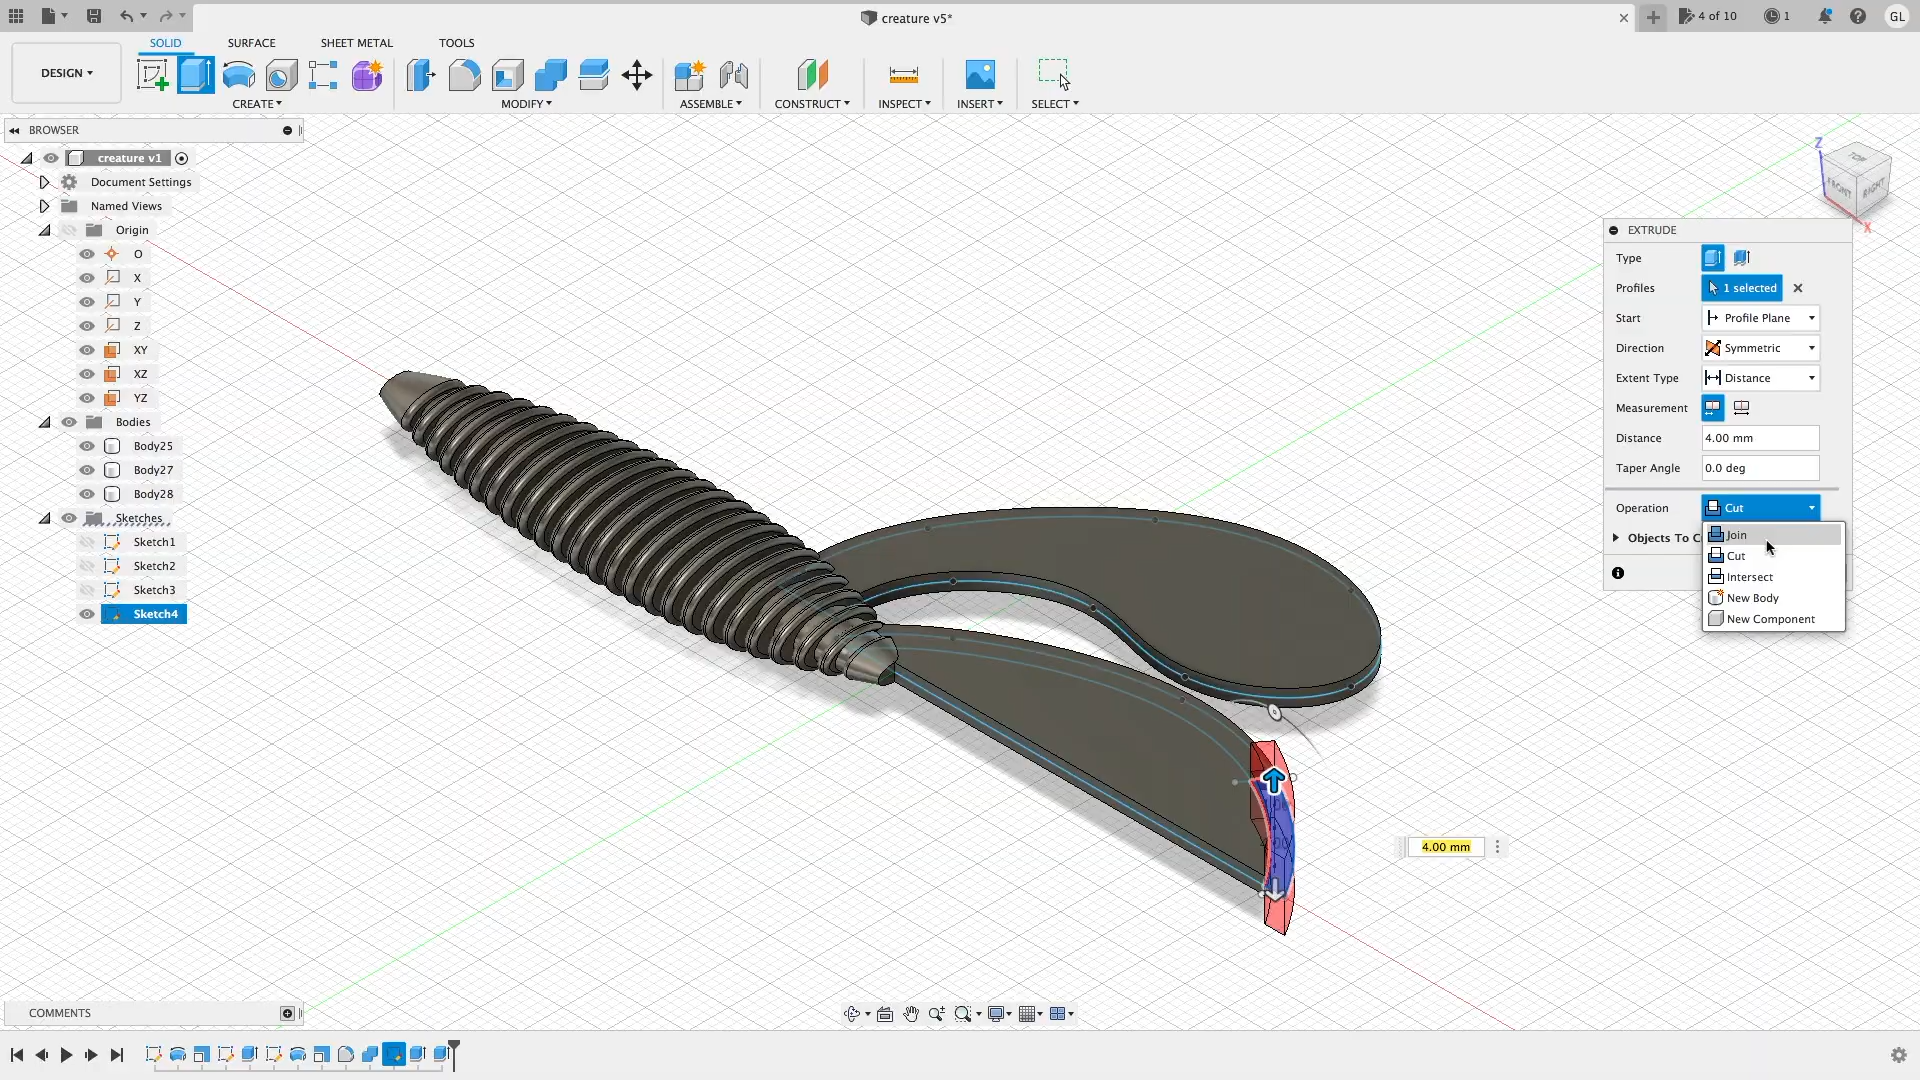 creature v5*
4 of 10
1
GL
DESIGN
SOLID
SURFACE
SHEET METAL
TOOLS
CREATE
MODIFY
ASSEMBLE
CONSTRUCT
INSPECT
INSERT
SELECT
BROWSER
creature v1
Document Settings
Named Views
Origin
O
X
Y
Z
XY
XZ
YZ
Bodies
Body25
Body27
Body28
Sketches
Sketch1
Sketch2
Sketch3
Sketch4
Z
TOP
FRONT
RIGHT
X
EXTRUDE
Type
Profiles
1 selected
Start
Profile Plane
Direction
Symmetric
Extent Type
Distance
Measurement
Distance
4.00 mm
Taper Angle
0.0 deg
Operation
Cut
Objects To C
Join
Cut
Intersect
New Body
New Component
4.00 mm
COMMENTS